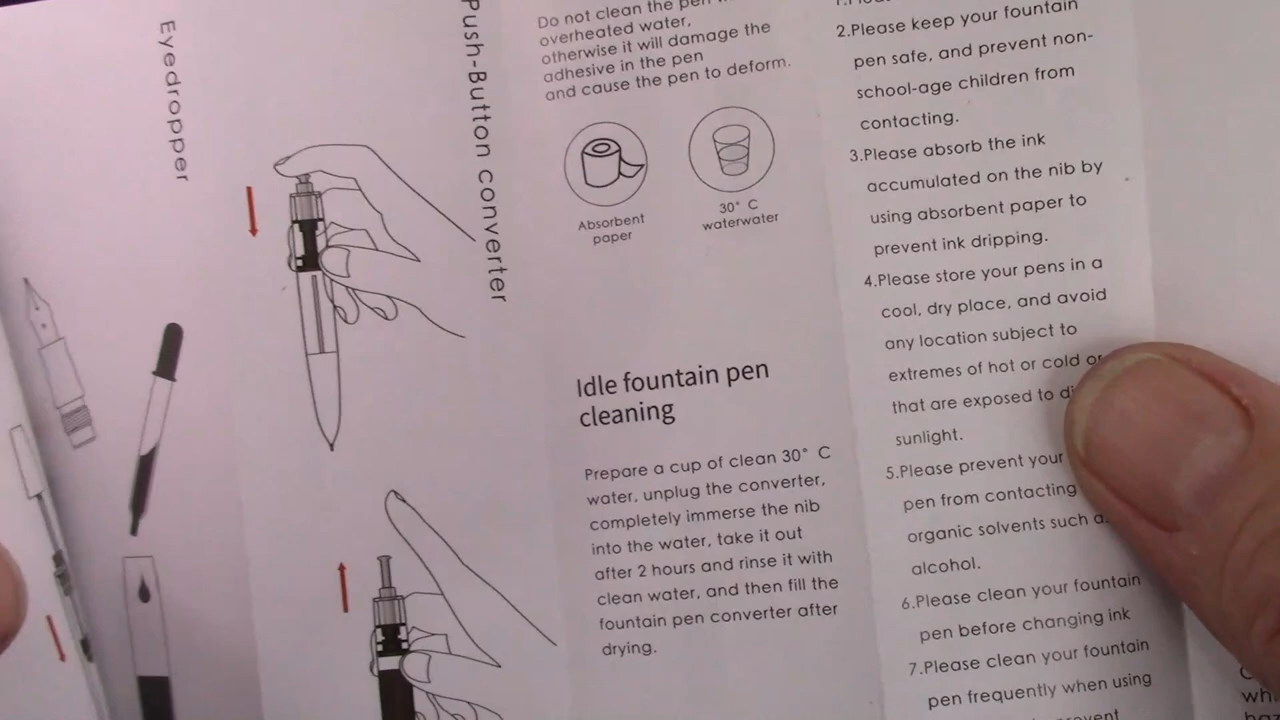 Eyedropper
Push-Button converter
Do not clean the pen
overheated water,
otherwise it will damage the
adhesive in the pen
and cause the pen to deform.
Absorbent
paper
30° C
waterwater
Idle fountain pen
cleaning
Prepare a cup of clean 30° C
water, unplug the converter,
completely immerse the nib
into the water, take it out
after 2 hours and rinse it with
clean water, and then fill the
fountain pen converter after
drying.
2.Please keep your fountain
pen safe, and prevent non-
school-age children from
contacting.
3.Please absorb the ink
accumulated on the nib by
using absorbent paper to
prevent ink dripping.
4.Please store your pens in a
cool, dry place, and avoid
any location subject to
extremes of hot or cold or
that are exposed to
sunlight.
5.Please prevent your
pen from contacting
organic solvents such
alcohol.
6.Please clean your fountain
pen before changing ink
7.Please clean your fountain
pen frequently when using